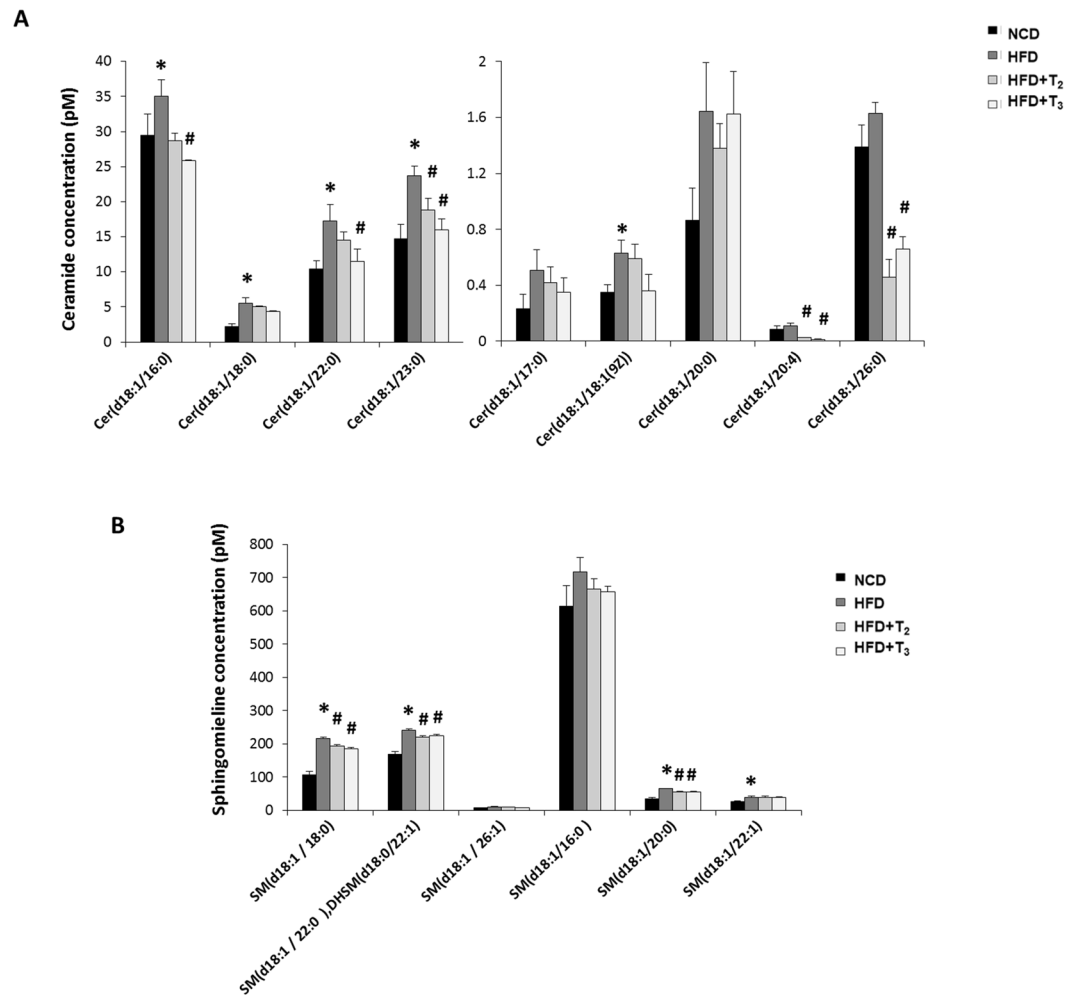 A
NCD
HFD
HFD+T2
HFD+T3
Ceramide concentration (pM)
40
35
30
25
20
15
10
5
0
* # * * # * # #
Cer(d18:1/16:0)
Cer(d18:1/18:0)
Cer(d18:1/22:0)
Cer(d18:1/23:0)
2
1.6
1.2
0.8
0.4
0
* # # # #
Cer(d18:1/17:0)
Cer(d18:1/18:1(9Z))
Cer(d18:1/20:0)
Cer(d18:1/20:4)
Cer(d18:1/26:0)
B
Sphingomieline concentration (pM)
800
700
600
500
400
300
200
100
0
* # # * # # * # # *
SM(d18:1 / 18:0)
SM(d18:1 / 22:0 ),DHSM(d18:0/22:1)
SM(d18:1 / 26:1)
SM(d18:1/16:0 )
SM(d18:1/20:0)
SM(d18:1/22:1)
NCD
HFD
HFD+T2
HFD+T3